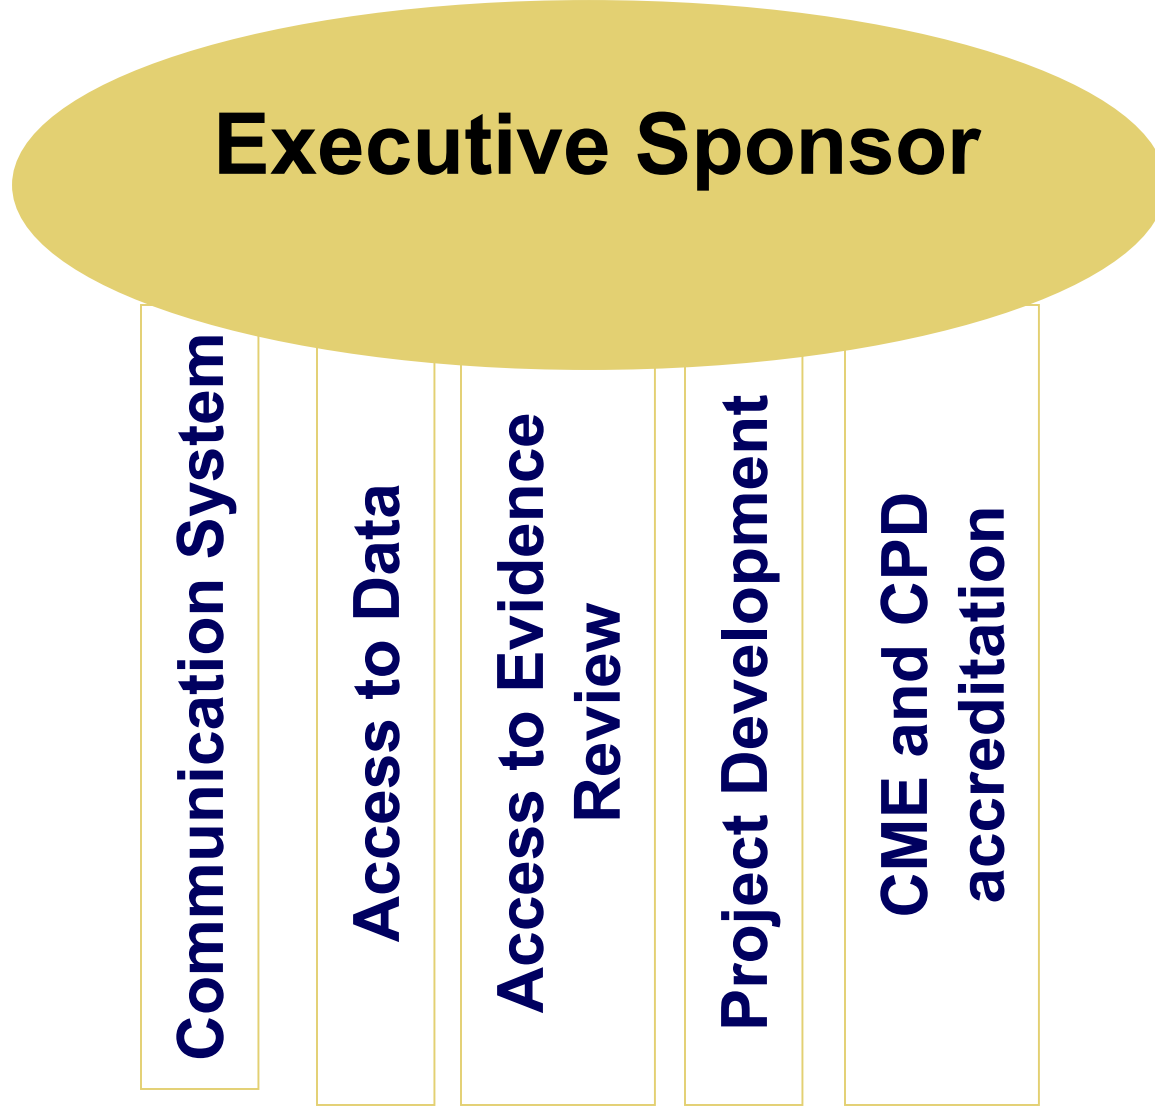 Executive Sponsor
Communication System
Access to Data
Access to Evidence
Review
Project Development
CME and CPD
accreditation